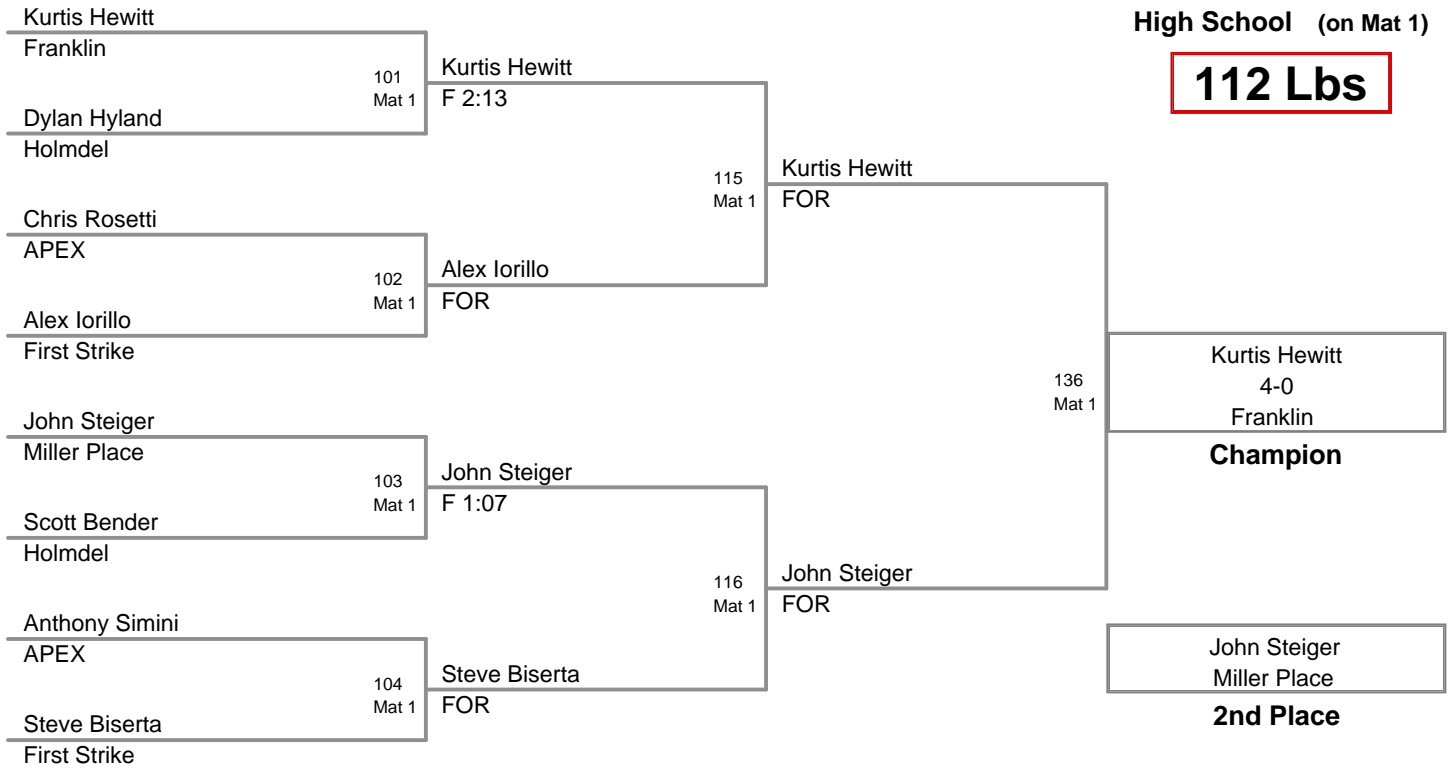 Kurtis Hewitt
Franklin
Dylan Hyland
Holmdel
Chris Rosetti
APEX
Alex Iorillo
First Strike
John Steiger
Miller Place
Scott Bender
Holmdel
Anthony Simini
APEX
Steve Biserta
First Strike
101
Mat 1
102
Mat 1
103
Mat 1
104
Mat 1
Kurtis Hewitt
F 2:13
Alex Iorillo
FOR
John Steiger
F 1:07
Steve Biserta
FOR
115
Mat 1
116
Mat 1
Kurtis Hewitt
FOR
John Steiger
FOR
136
Mat 1
High School (on Mat 1)
112 Lbs
Kurtis Hewitt
4-0
Franklin
Champion
John Steiger
Miller Place
2nd Place